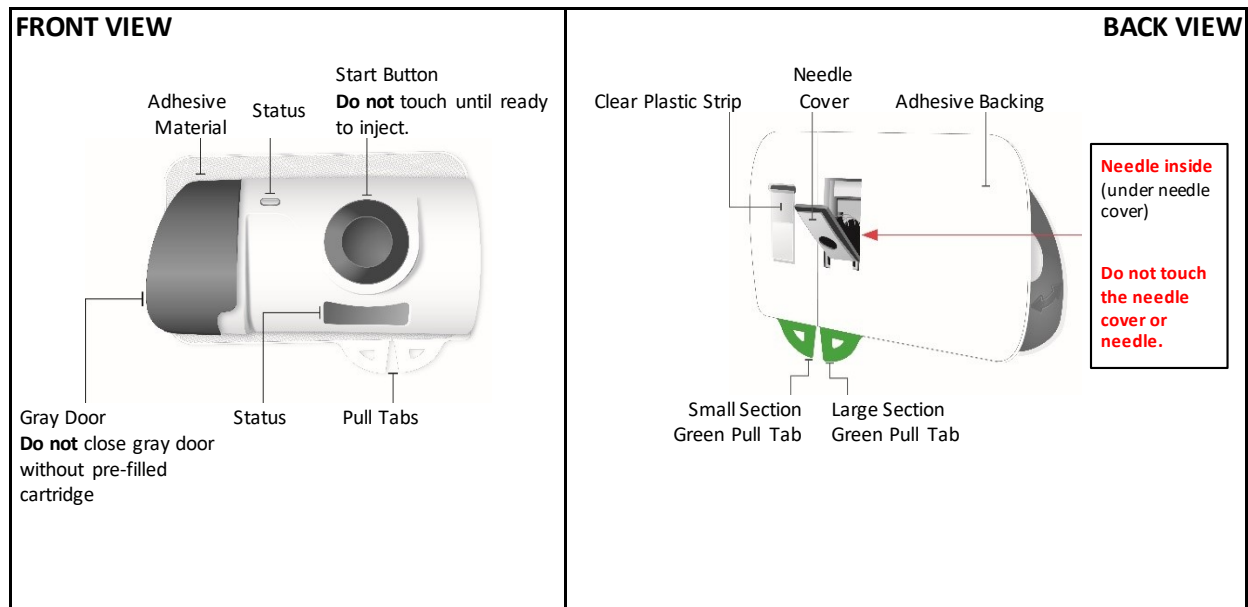 FRONT VIEW
Start Button
Do not touch until ready
to inject.
Adhesive
Material
Status
Gray Door
Do not close gray door
without pre-filled
cartridge
Status
Pull Tabs
BACK VIEW
Clear Plastic Strip
Needle
Cover
Adhesive Backing
Needle inside
(under needle
cover)
Do not touch
the needle
cover or
needle.
Small Section
Green Pull Tab
Large Section
Green Pull Tab